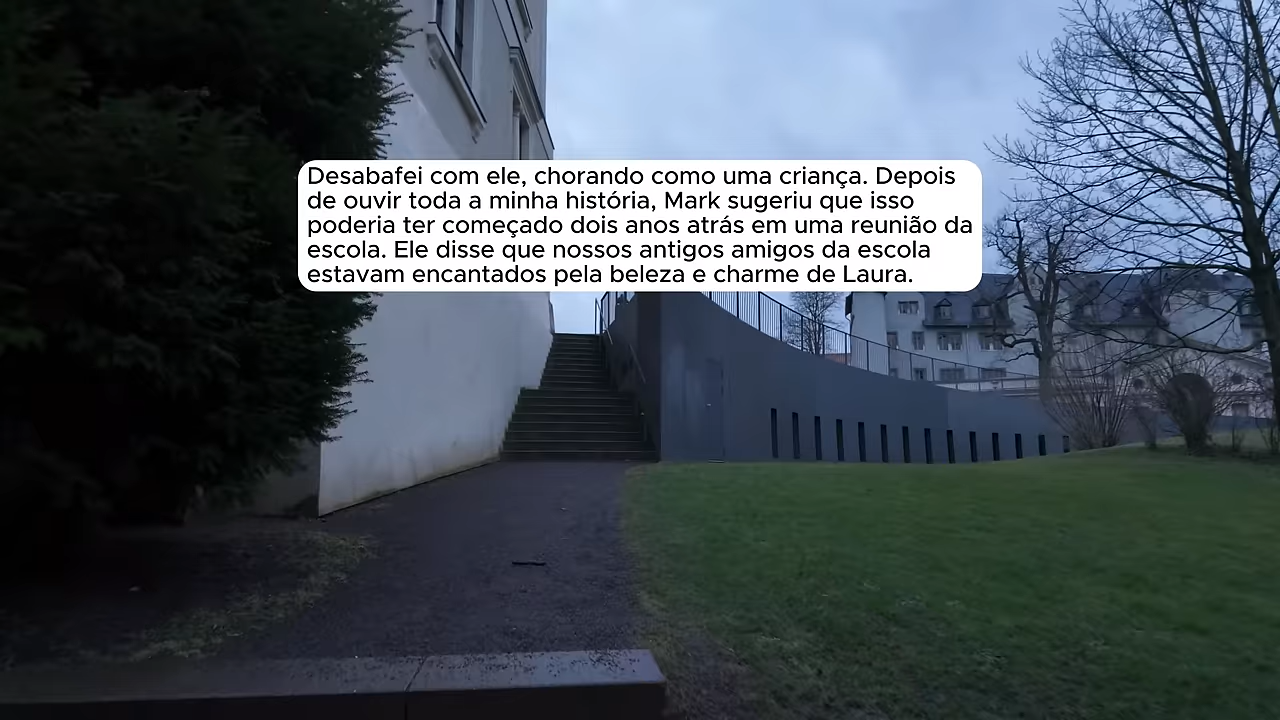 Desabafei com ele, chorando como uma criança. Depois
de ouvir toda a minha história, Mark sugeriu que isso
poderia ter começado dois anos atrás em uma reunião da
escola. Ele disse que nossos antigos amigos da escola
estavam encantados pela beleza e charme de Laura.